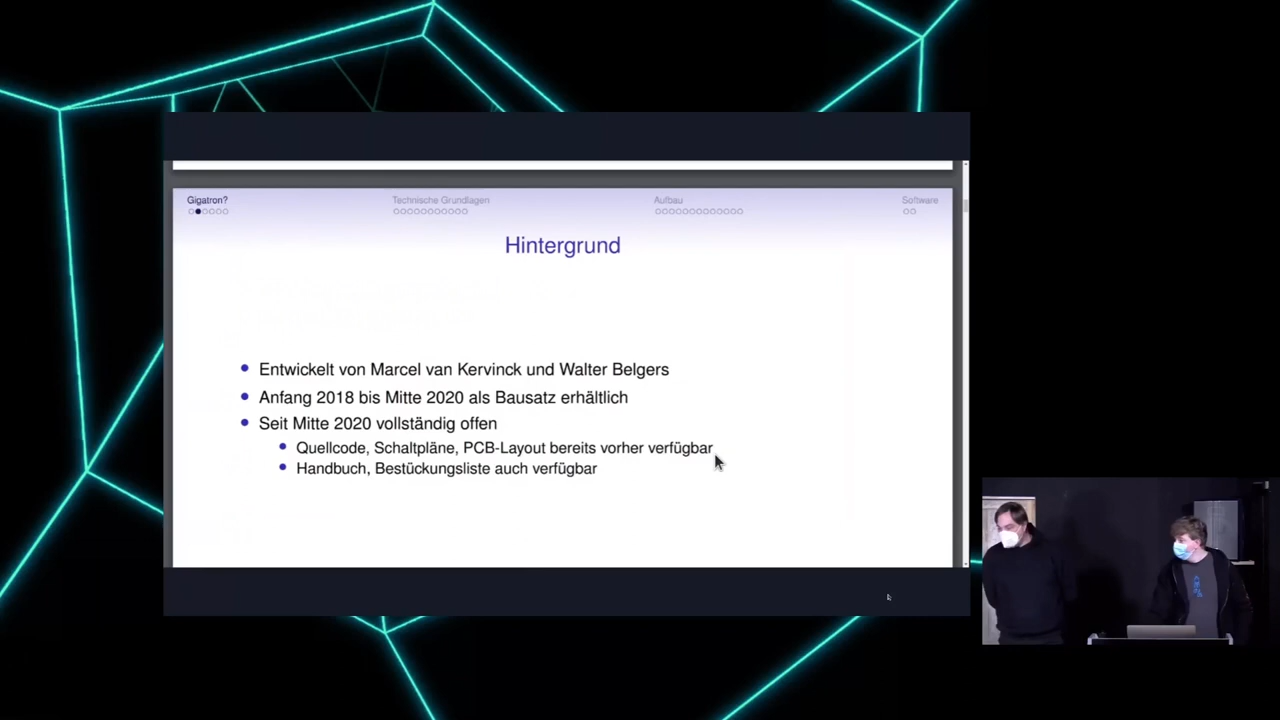 Gigatron?
Technische Grundlagen
Aufbau
Software
Hintergrund
Entwickelt von Marcel van Kervinck und Walter Belgers
Anfang 2018 bis Mitte 2020 als Bausatz erhältlich
Seit Mitte 2020 vollständig offen
Quellcode, Schaltpläne, PCB-Layout bereits vorher verfügbar
Handbuch, Bestückungsliste auch verfügbar